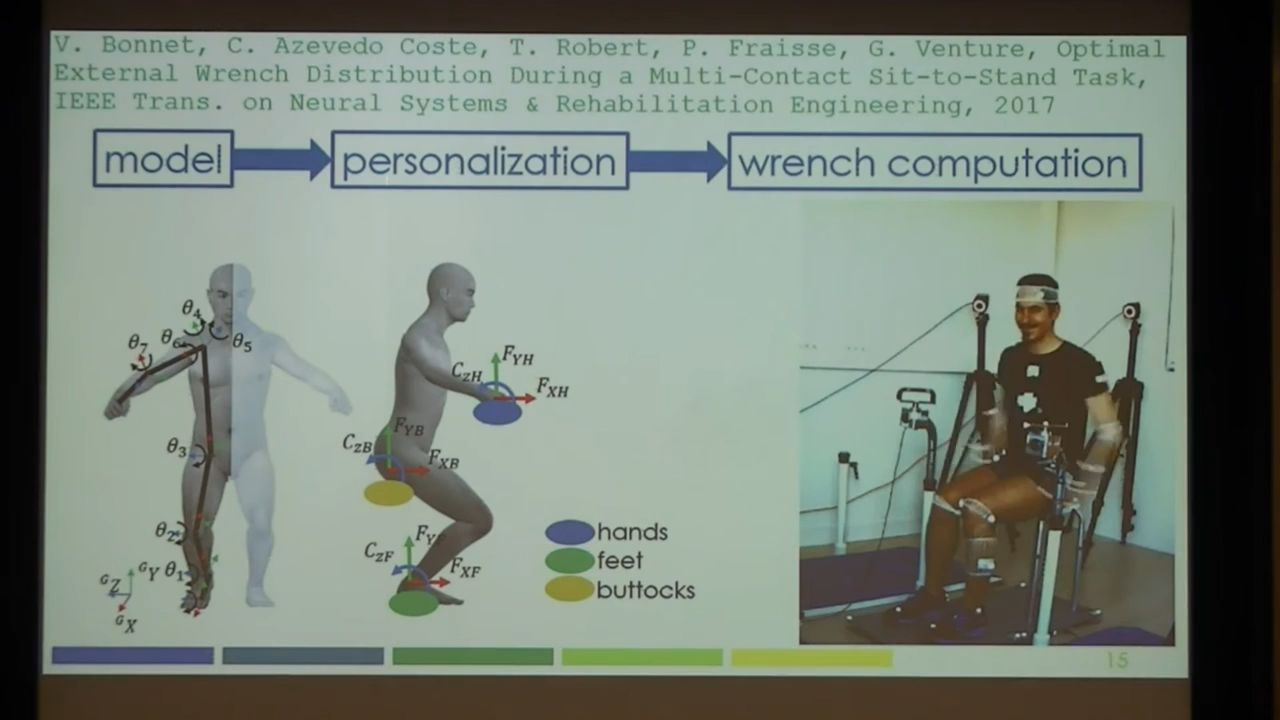 V. Bonnet, C. Azevedo Coste, T. Robert, P. Fraisse, G. Venture, Optimal
External Wrench Distribution During a Multi-Contact Sit-to-Stand Task,
IEEE Trans. on Neural Systems & Rehabilitation Engineering, 2017
model
personalization
wrench computation
θ4
θ7
θ6
θ5
θ3
θ2
θ1
GZ
GY
GX
CZH
FYH
FXH
CZB
FYB
FXB
CZF
FY
FXF
hands
feet
buttocks
15